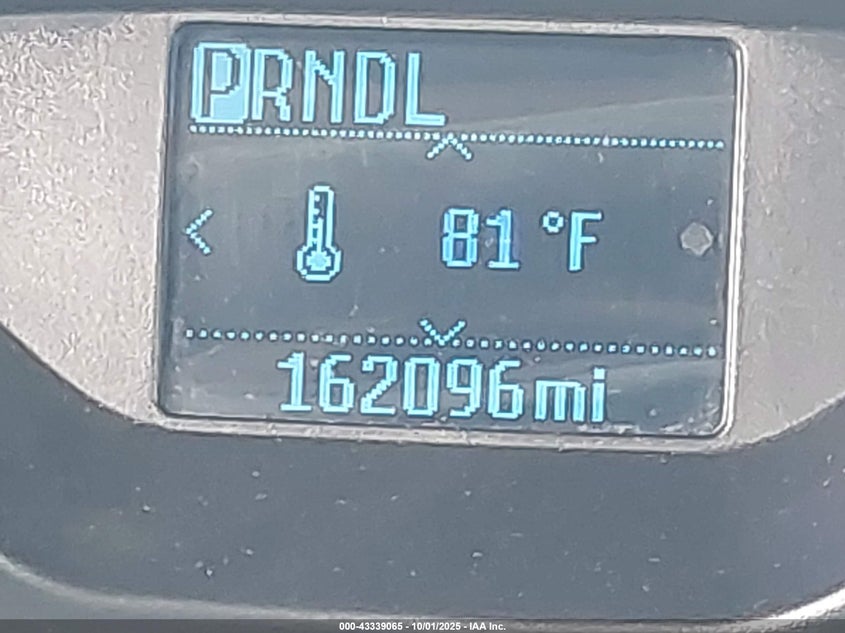 PRNDL
81 °F
162096mi
000-43339065 - 10/01/2025 - IAA Inc.